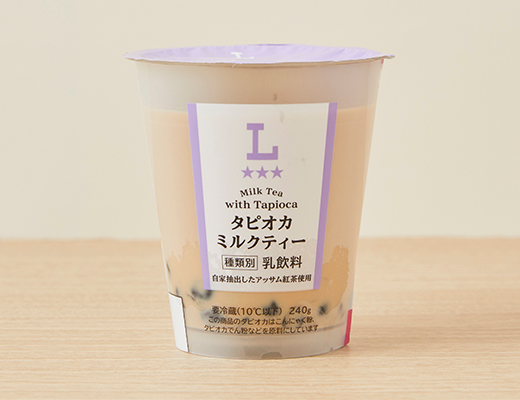 L
★★★
Milk Tea
with Tapioca
タピオカ
ミルクティー
種類別 乳飲料
自家抽出したアッサム紅茶使用
要冷蔵(10℃以下) 240g
この商品のタピオカはこんにゃく粉、
タピオカでん粉などを原料にしています